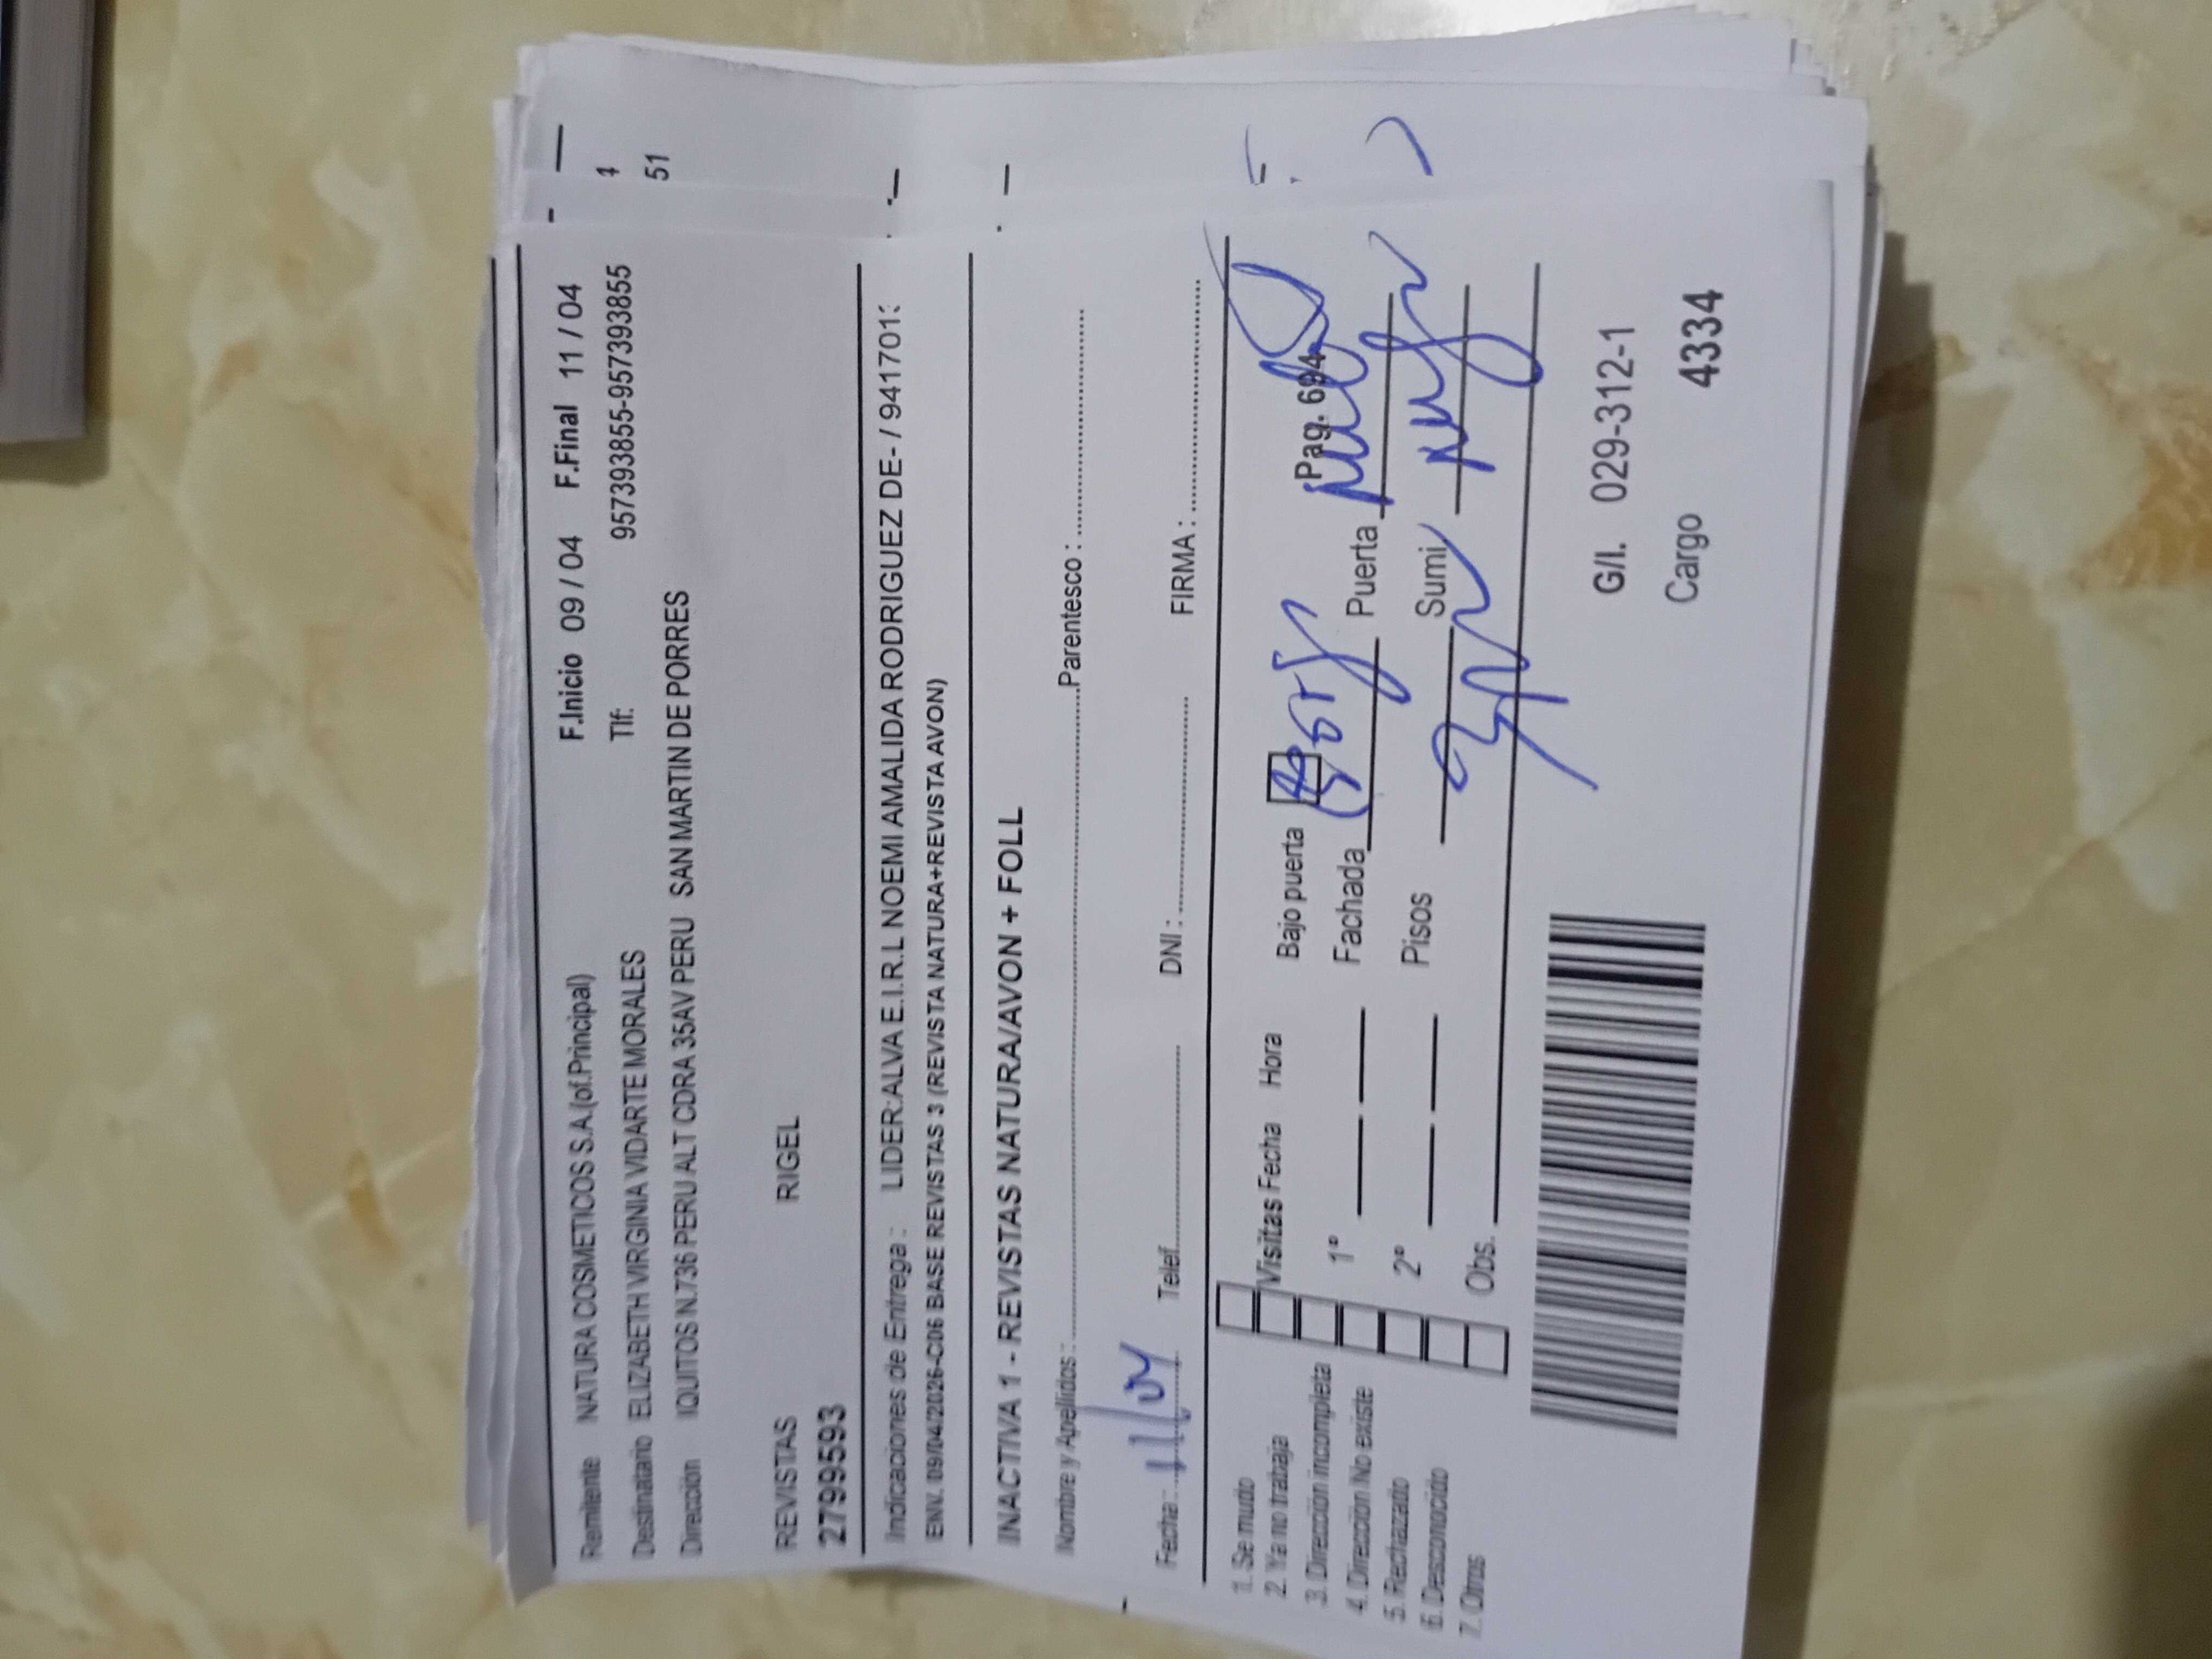 F.Inicio 09 / 04 F.Final 11 / 04
Remitente NATURA COSMETICOS S.A.(of.Principal) Tlf: 957393855-957393855
Destinatario ELIZABETH VIRGINIA VIDARTE MORALES
51
Dirección IQUITOS N.736 PERU ALT CDRA 35AV PERU SAN MARTIN DE PORRES
REVISTAS RIGEL
2799593
Indicaciones de Entrega : LIDER:ALVA E.I.R.L NOEMI AMALIDA RODRIGUEZ DE- / 941701
ENV. 09/04/2026-C06 BASE REVISTAS 3 (REVISTA NATURA+REVISTA AVON)
INACTIVA 1 - REVISTAS NATURA/AVON + FOLL
Nombre y Apellidos : Parentesco :
Fecha : 11/04 Telef. DNI : FIRMA :
1. Se mudo
2. Ya no trabaja
3. Dirección incompleta
4. Dirección No existe
5. Rechazado
6. Desconocido
7. Otros
Visitas Fecha Hora
1º
2º
Obs.
Bajo puerta Pag. 694
Fachada Puerta
Pisos Sumi
G/I. 029-312-1
Cargo 4334